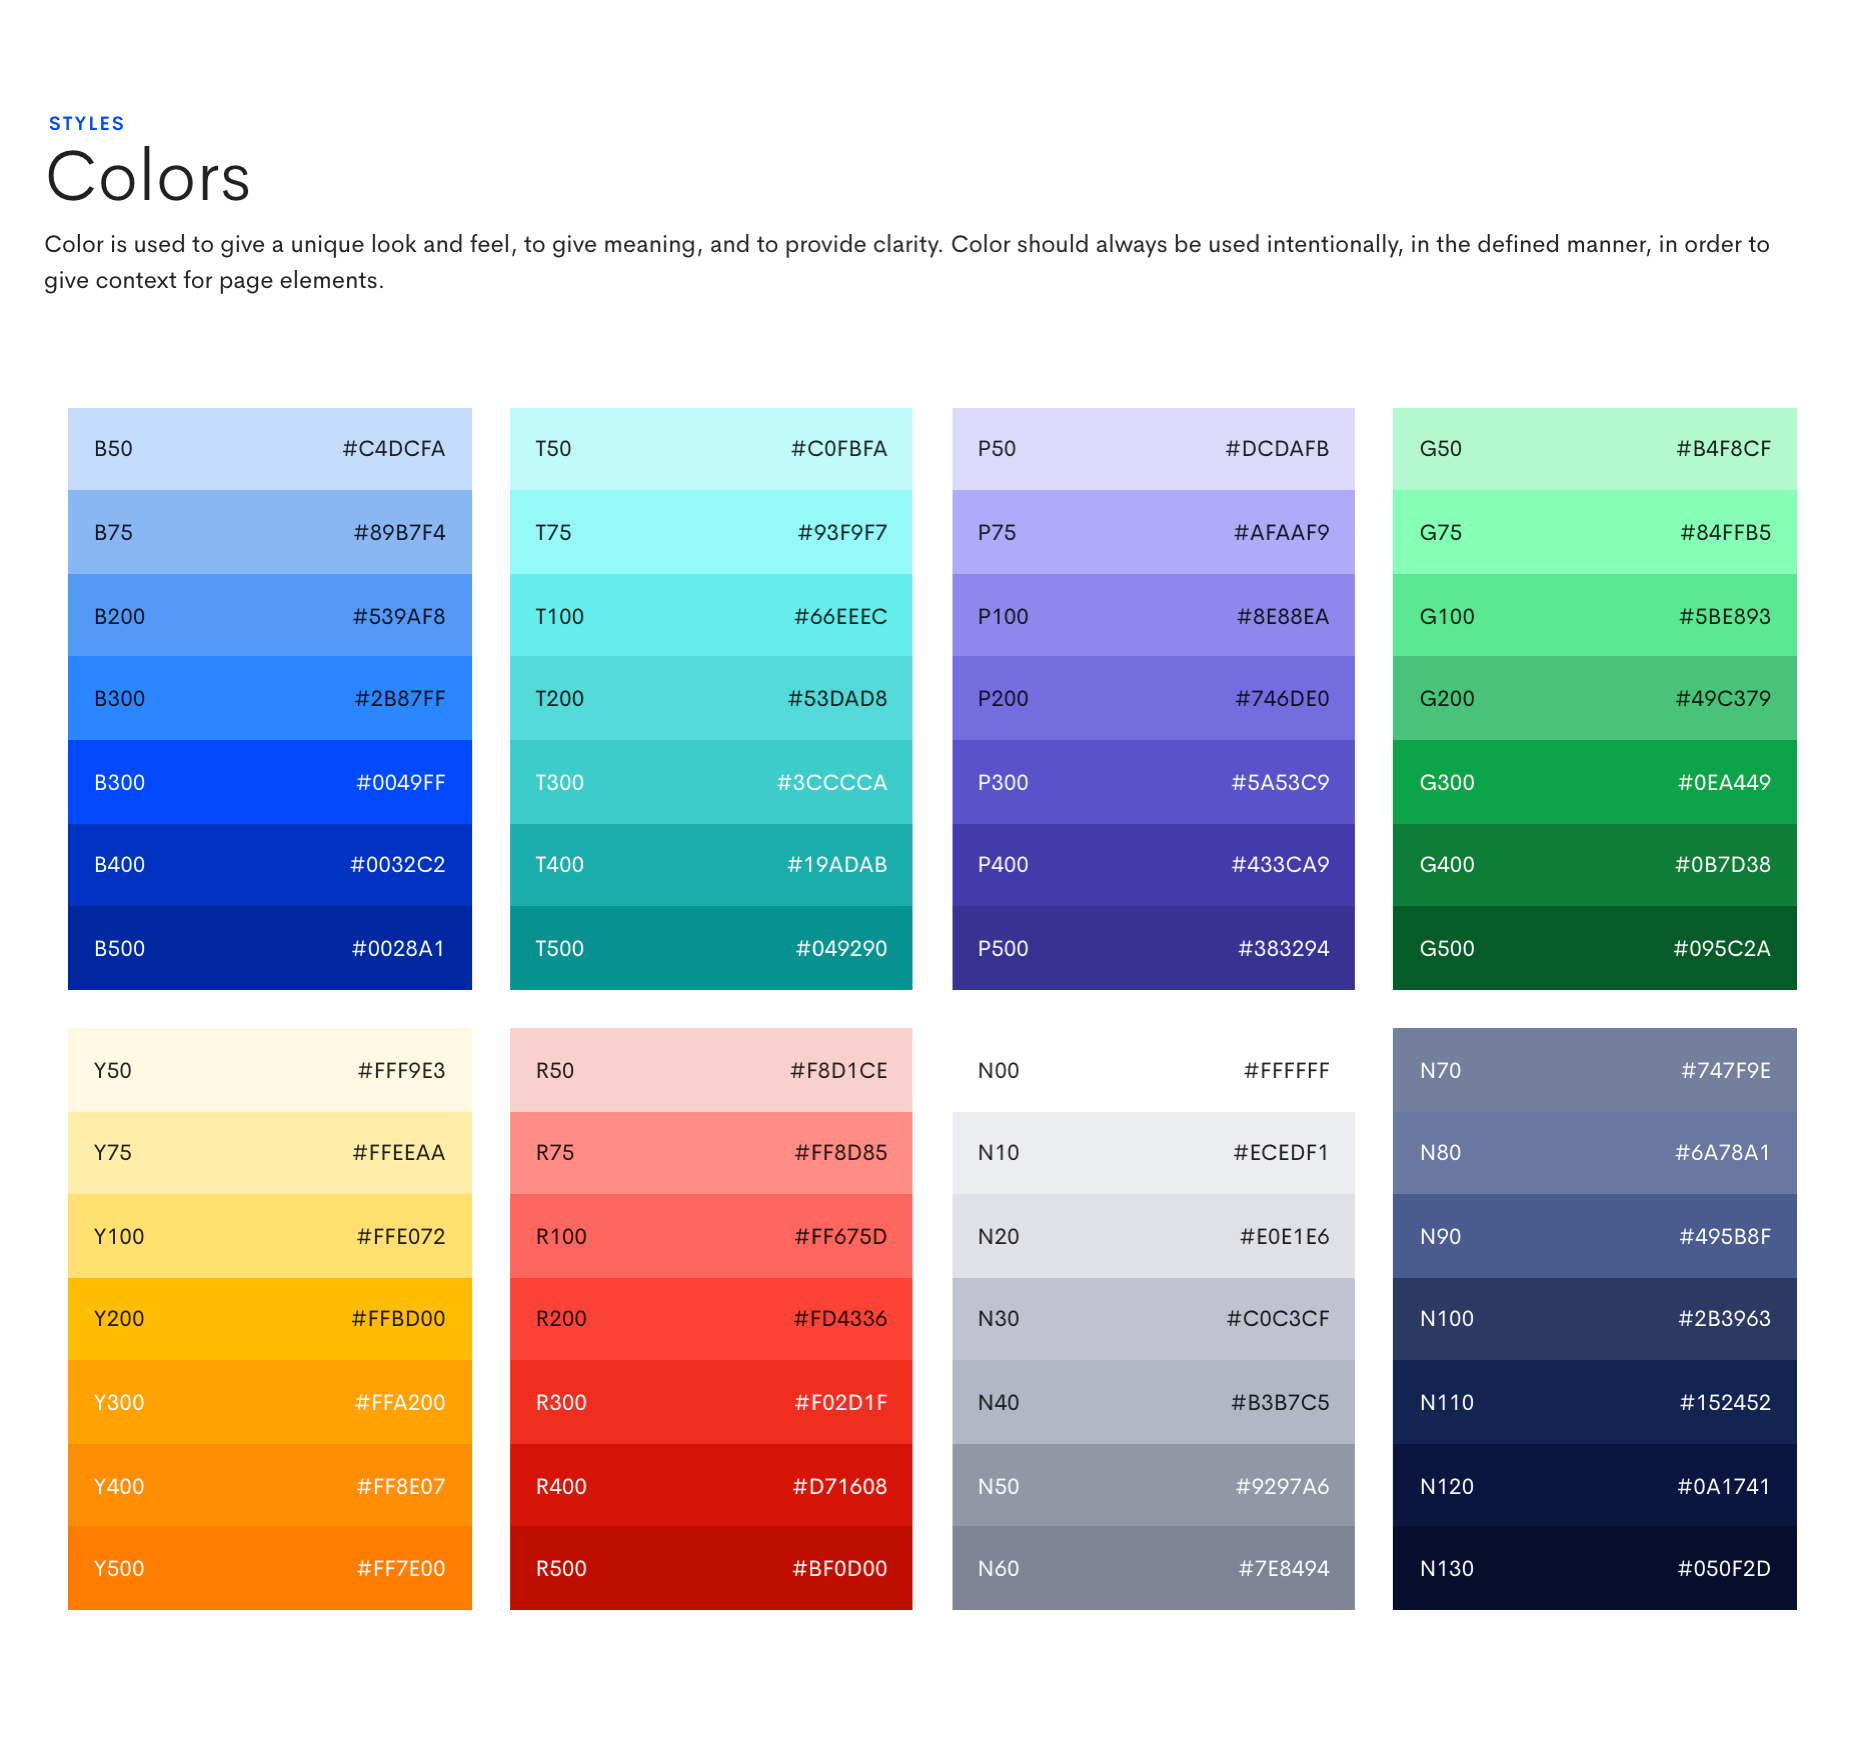 STYLES
Colors
Color is used to give a unique look and feel, to give meaning, and to provide clarity. Color should always be used intentionally, in the defined manner, in order to
give context for page elements.
B50 #C4DCFA
B75 #89B7F4
B200 #539AF8
B300 #2B87FF
B300 #0049FF
B400 #0032C2
B500 #0028A1
T50 #C0FBFA
T75 #93F9F7
T100 #66EEEC
T200 #53DAD8
T300 #3CCCCA
T400 #19ADAB
T500 #049290
P50 #DCDAFB
P75 #AFAAF9
P100 #8E88EA
P200 #746DE0
P300 #5A53C9
P400 #433CA9
P500 #383294
G50 #B4F8CF
G75 #84FFB5
G100 #5BE893
G200 #49C379
G300 #0EA449
G400 #0B7D38
G500 #095C2A
Y50 #FFF9E3
Y75 #FFEEAA
Y100 #FFE072
Y200 #FFBD00
Y300 #FFA200
Y400 #FF8E07
Y500 #FF7E00
R50 #F8D1CE
R75 #FF8D85
R100 #FF675D
R200 #FD4336
R300 #F02D1F
R400 #D71608
R500 #BF0D00
N00 #FFFFFF
N10 #ECEDF1
N20 #E0E1E6
N30 #C0C3CF
N40 #B3B7C5
N50 #9297A6
N60 #7E8494
N70 #747F9E
N80 #6A78A1
N90 #495B8F
N100 #2B3963
N110 #152452
N120 #0A1741
N130 #050F2D